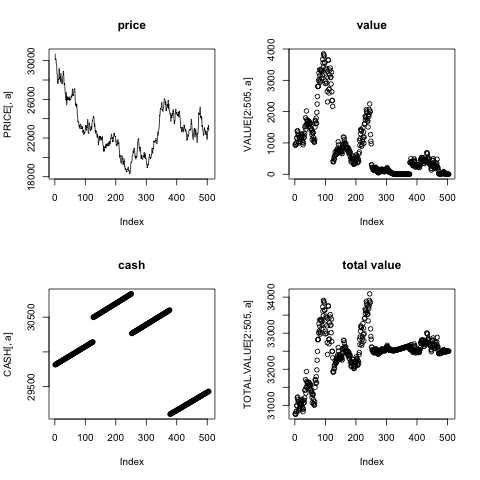 price
value
PRICE[, a]
18000 22000 26000 30000
0 100 200 300 400 500
Index
VALUE[2:505, a]
0 1000 2000 3000 4000
0 100 200 300 400 500
Index
cash
total value
CASH[, a]
29500 30500
0 100 200 300 400 500
Index
TOTAL.VALUE[2:505, a]
31000 32000 33000 34000
0 100 200 300 400 500
Index